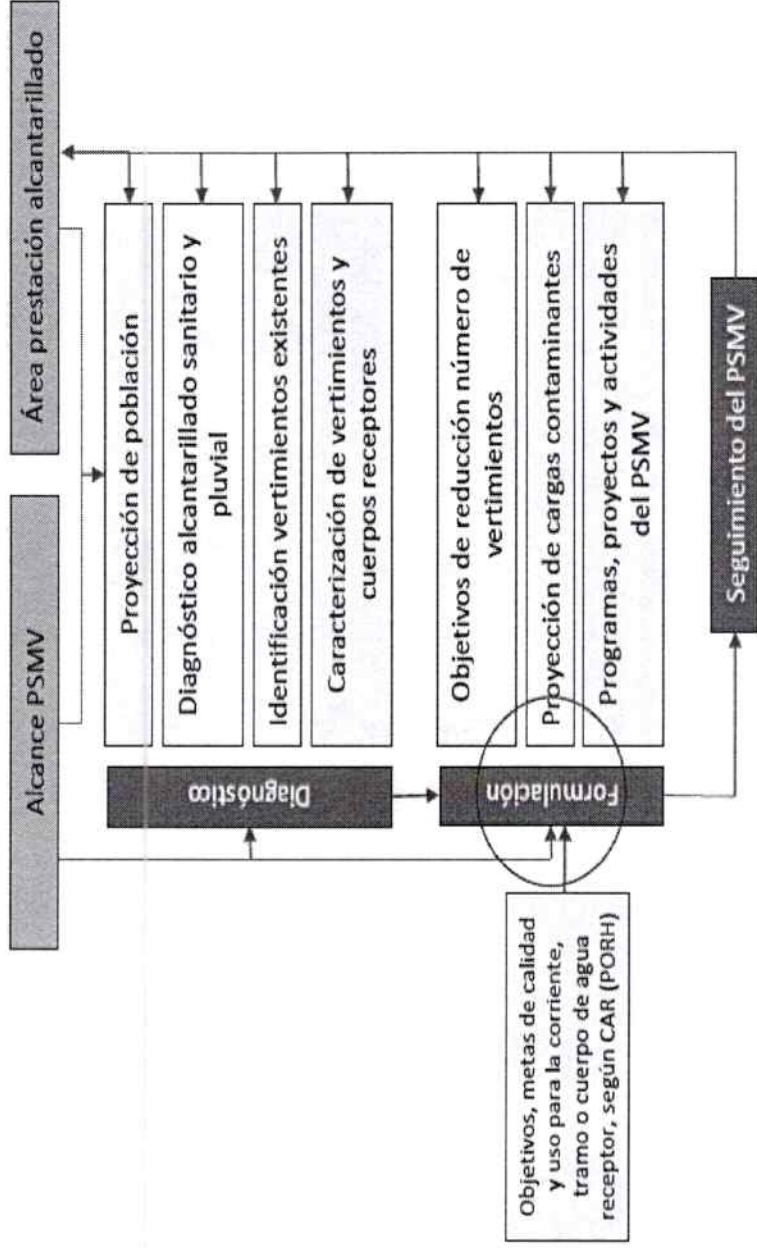 Alcance PSMV
Área prestación alcantarillado
Diagnóstico
Proyección de población
Diagnóstico alcantarillado sanitario y
pluvial
Identificación vertimientos existentes
Caracterización de vertimientos y
cuerpos receptores
Objetivos, metas de calidad
y uso para la corriente,
tramo o cuerpo de agua
receptor, según CAR (PORH)
Formulación
Objetivos de reducción número de
vertimientos
Proyección de cargas contaminantes
Programas, proyectos y actividades
del PSMV
Seguimiento del PSMV